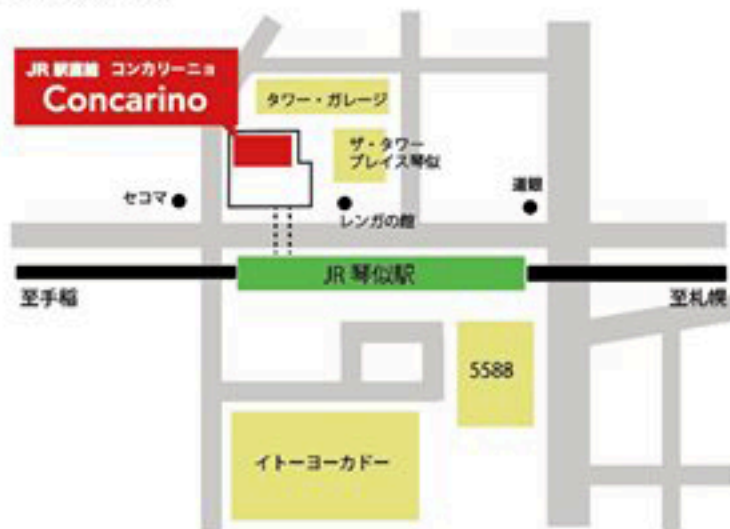 JR 駅直結 コンカリーニョ
Concarino
タワー・ガレージ
ザ・タワー
プレイス琴似
セコマ
道銀
レンガの館
JR 琴似駅
至手稲
至札幌
5588
イトーヨーカドー